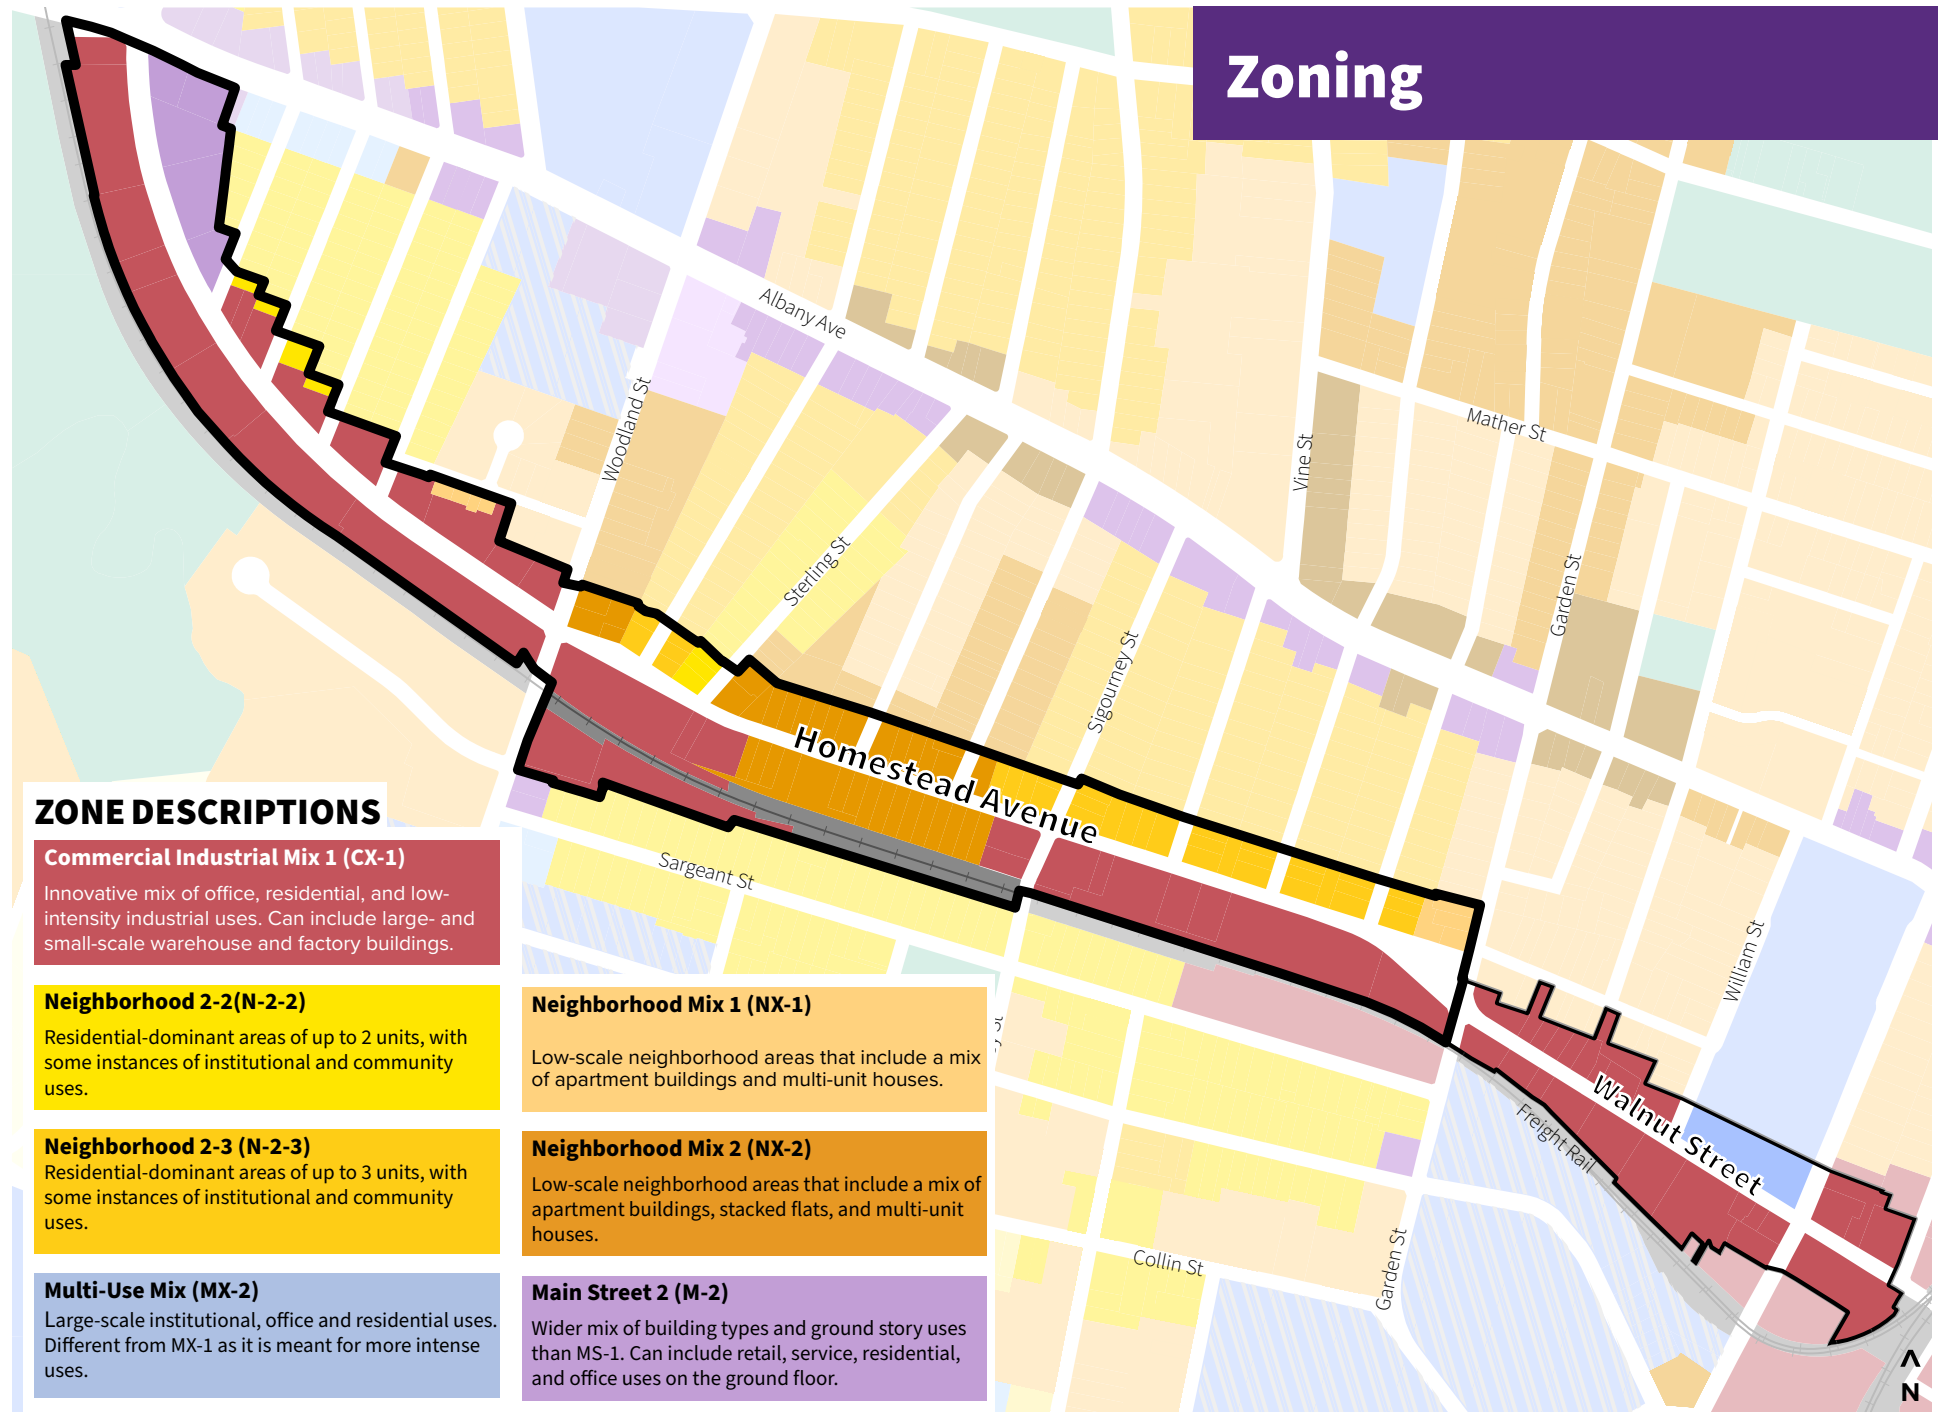 Zoning
Albany Ave
Woodland St
Sterling St
Sigourney St
Vine St
Mather St
Garden St
Homestead Avenue
Sargeant St
William St
Walnut Street
Freight Rail
Collin St
Garden St
y St
ZONE DESCRIPTIONS
Commercial Industrial Mix 1 (CX-1)
Innovative mix of office, residential, and low-
intensity industrial uses. Can include large- and
small-scale warehouse and factory buildings.
Neighborhood 2-2(N-2-2)
Residential-dominant areas of up to 2 units, with
some instances of institutional and community
uses.
Neighborhood 2-3 (N-2-3)
Residential-dominant areas of up to 3 units, with
some instances of institutional and community
uses.
Multi-Use Mix (MX-2)
Large-scale institutional, office and residential uses.
Different from MX-1 as it is meant for more intense
uses.
Neighborhood Mix 1 (NX-1)
Low-scale neighborhood areas that include a mix
of apartment buildings and multi-unit houses.
Neighborhood Mix 2 (NX-2)
Low-scale neighborhood areas that include a mix of
apartment buildings, stacked flats, and multi-unit
houses.
Main Street 2 (M-2)
Wider mix of building types and ground story uses
than MS-1. Can include retail, service, residential,
and office uses on the ground floor.
N